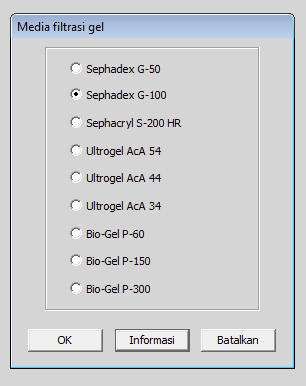 Media filtrasi gel
Sephadex G-50
Sephadex G-100
Sephacryl S-200 HR
Ultrogel AcA 54
Ultrogel AcA 44
Ultrogel AcA 34
Bio-Gel P-60
Bio-Gel P-150
Bio-Gel P-300
OK
Informasi
Batalkan